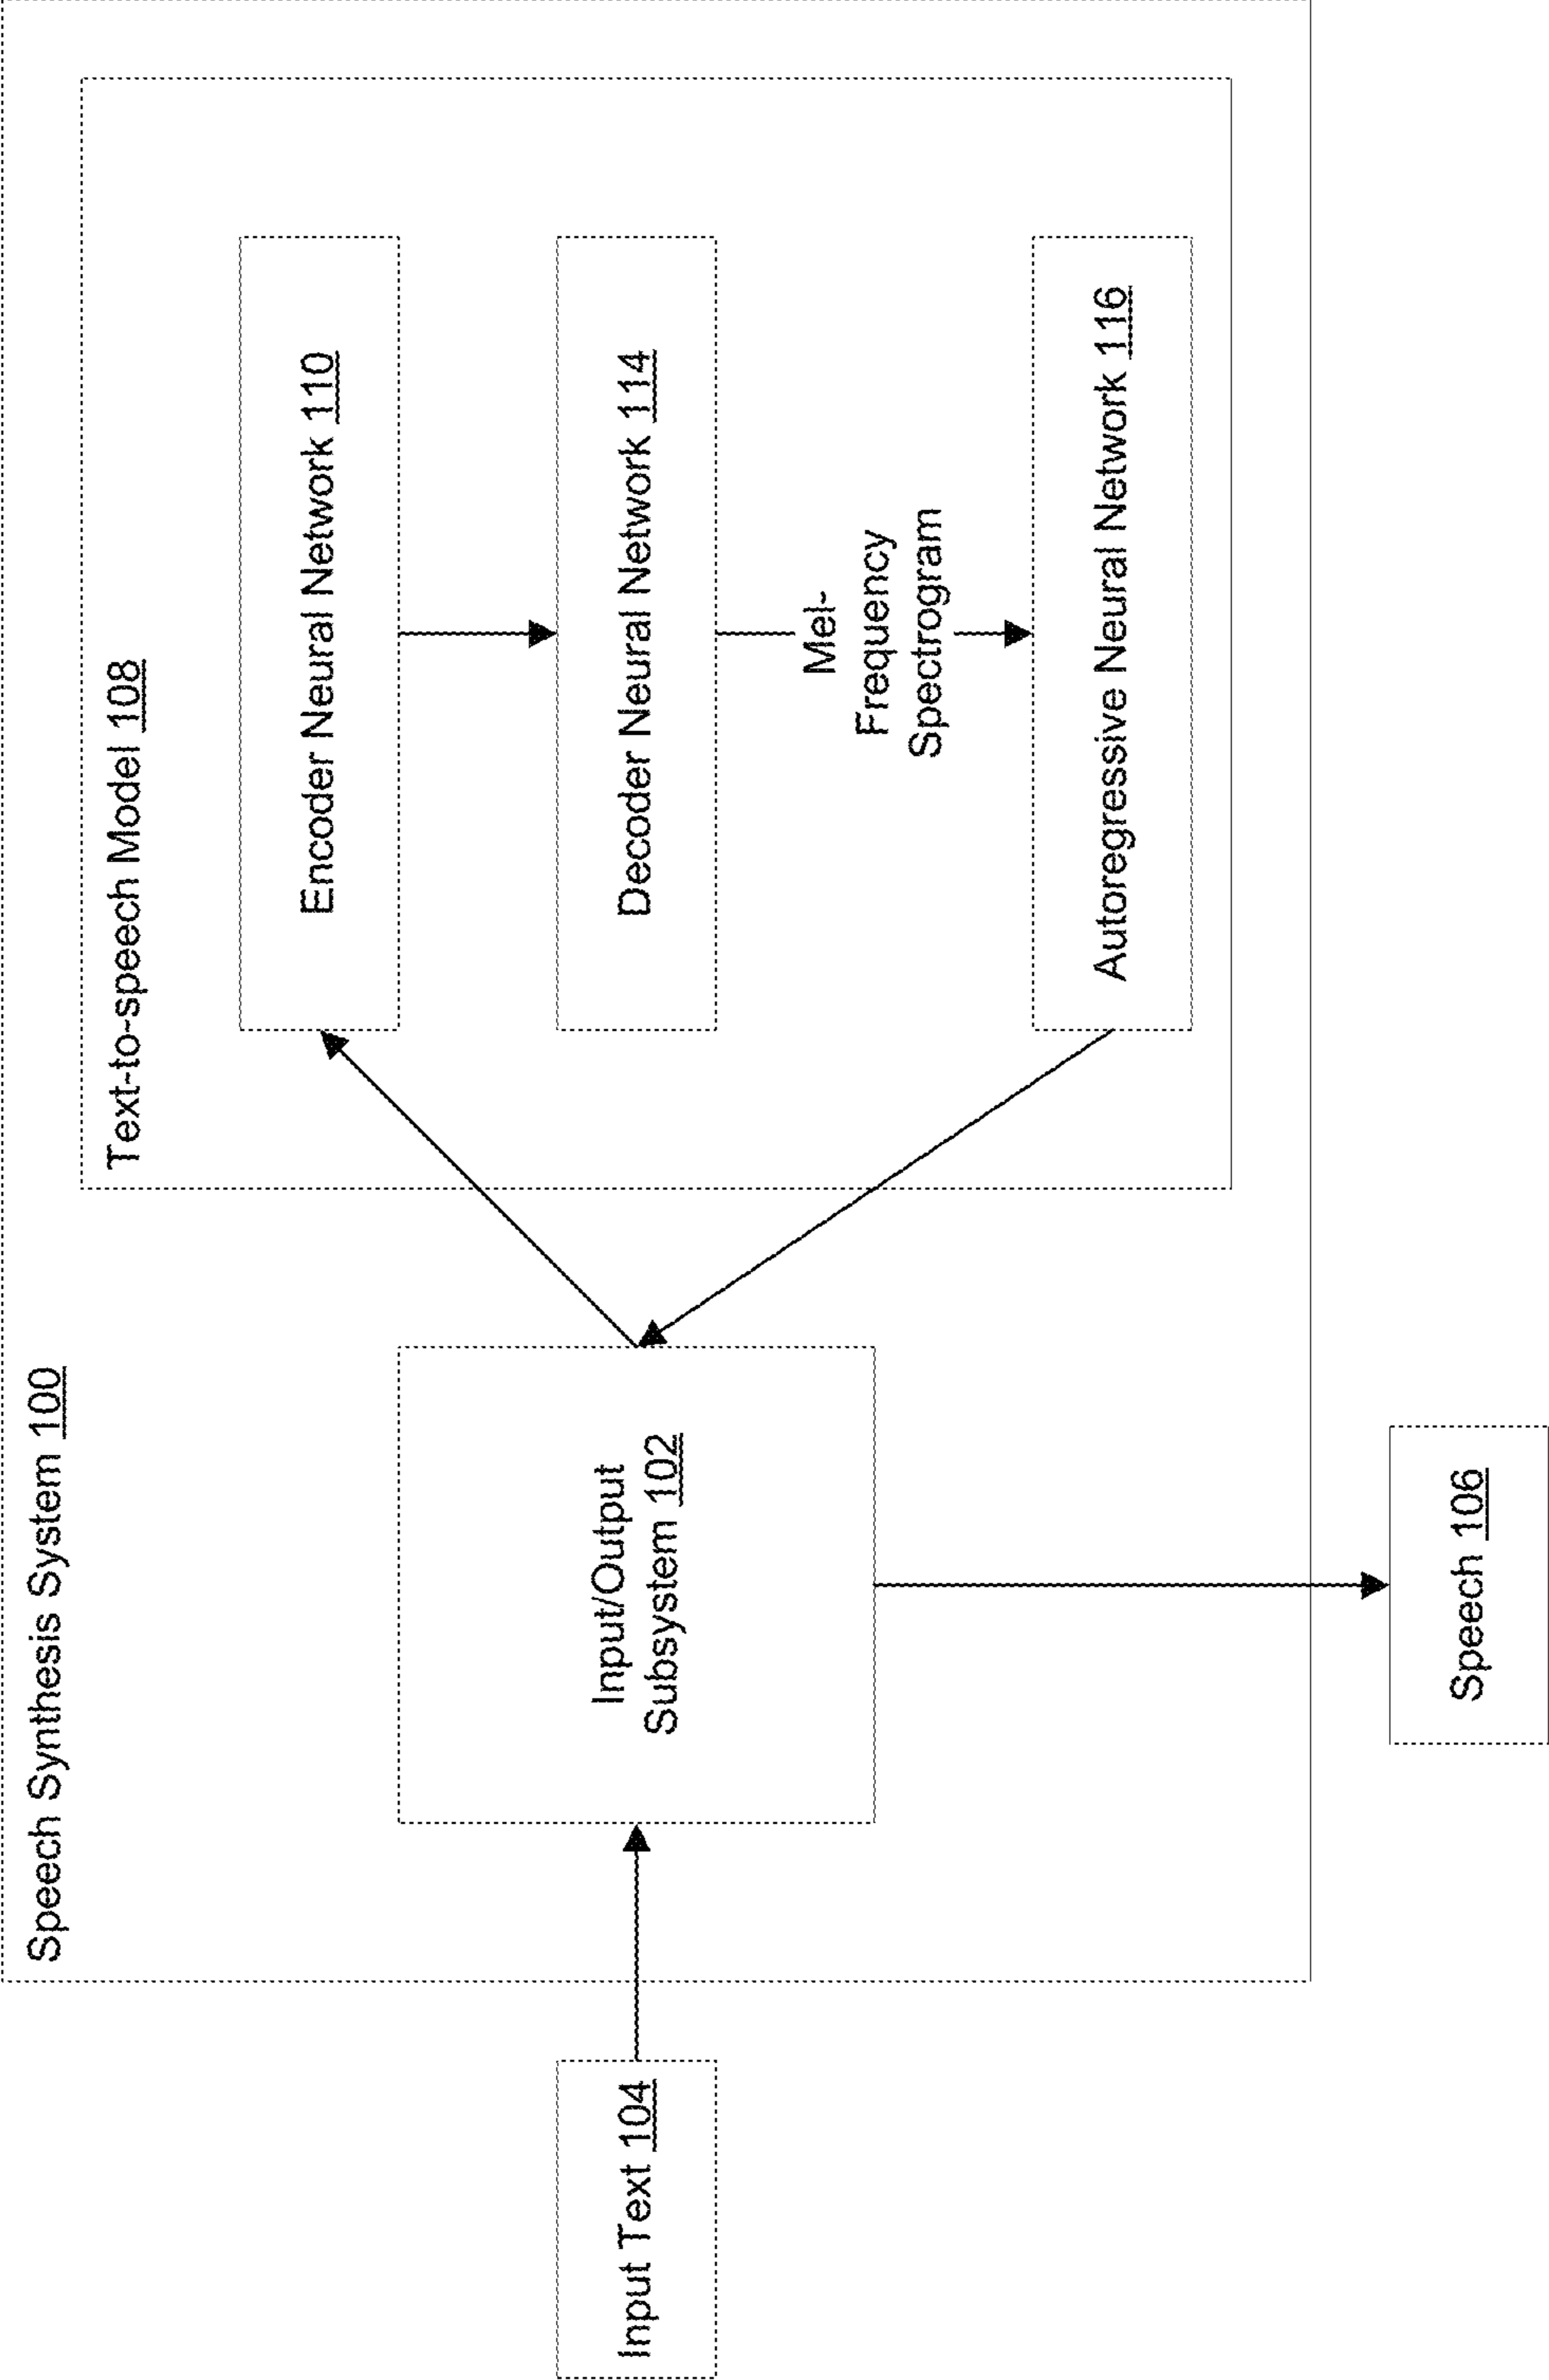 Speech Synthesis System 100
Text-to-speech Model 108
Encoder Neural Network 110
Input Text 104
Input/Output
Subsystem 102
Decoder Neural Network 114
Mel-
Frequency
Spectrogram
Autoregressive Neural Network 116
Speech 106